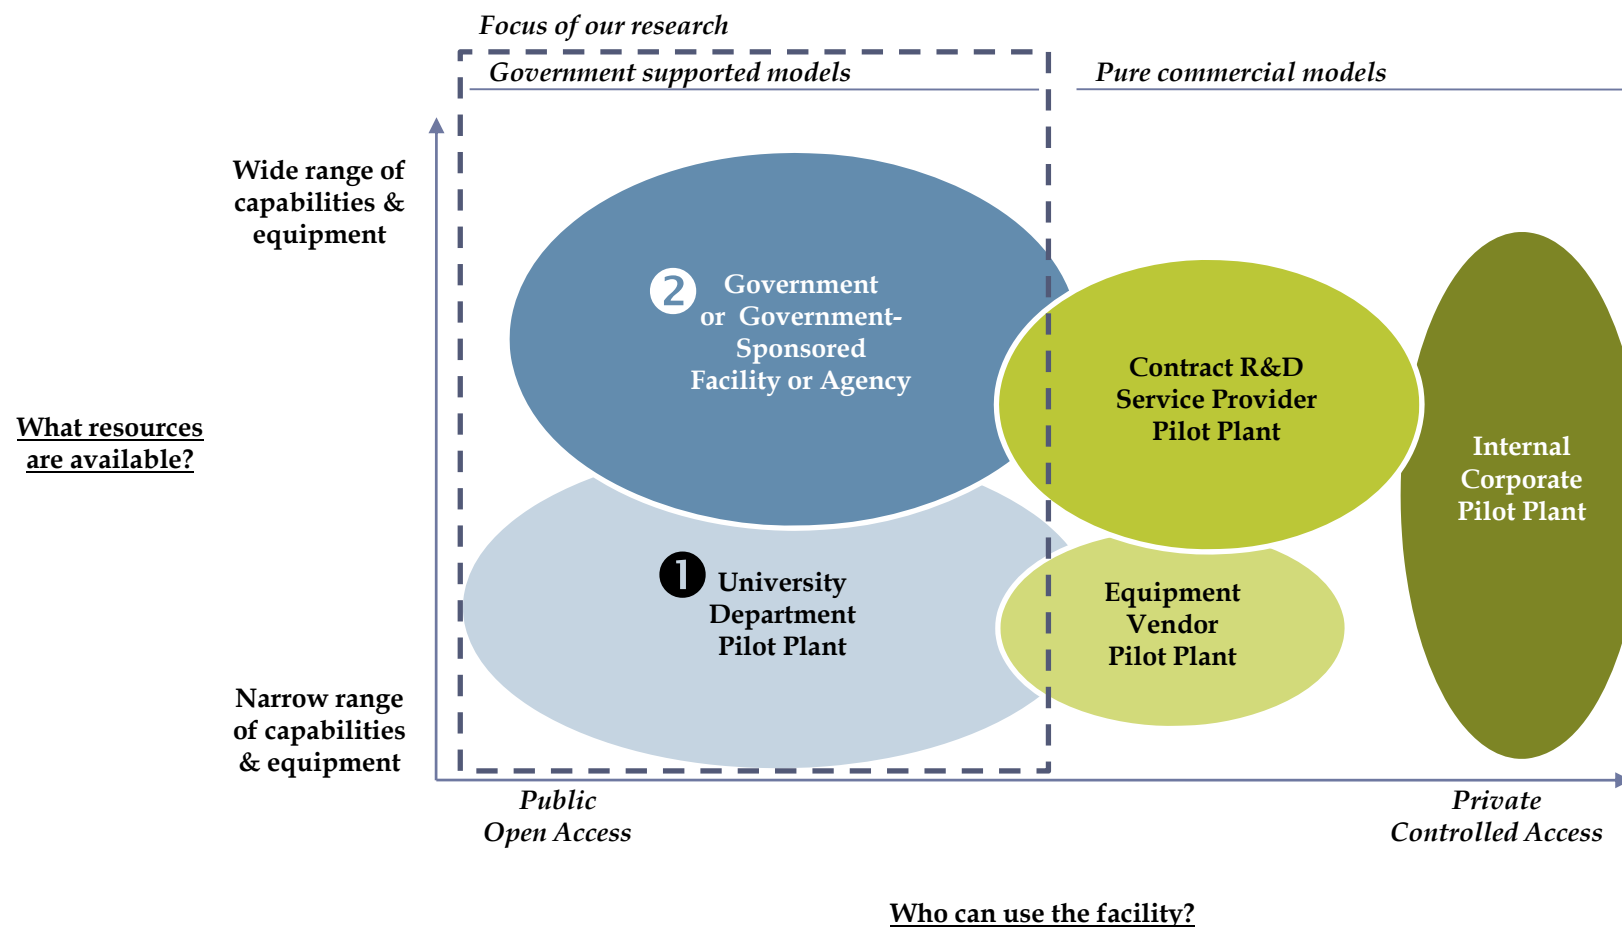 Focus of our research
Government supported models
Pure commercial models
Wide range of
capabilities &
equipment
❷
Government
or Government-
Sponsored
Facility or Agency
Contract R&D
Service Provider
Pilot Plant
What resources
are available?
Internal
Corporate
Pilot Plant
❶
University
Department
Pilot Plant
Equipment
Vendor
Pilot Plant
Narrow range
of capabilities
& equipment
Public
Open Access
Private
Controlled Access
Who can use the facility?